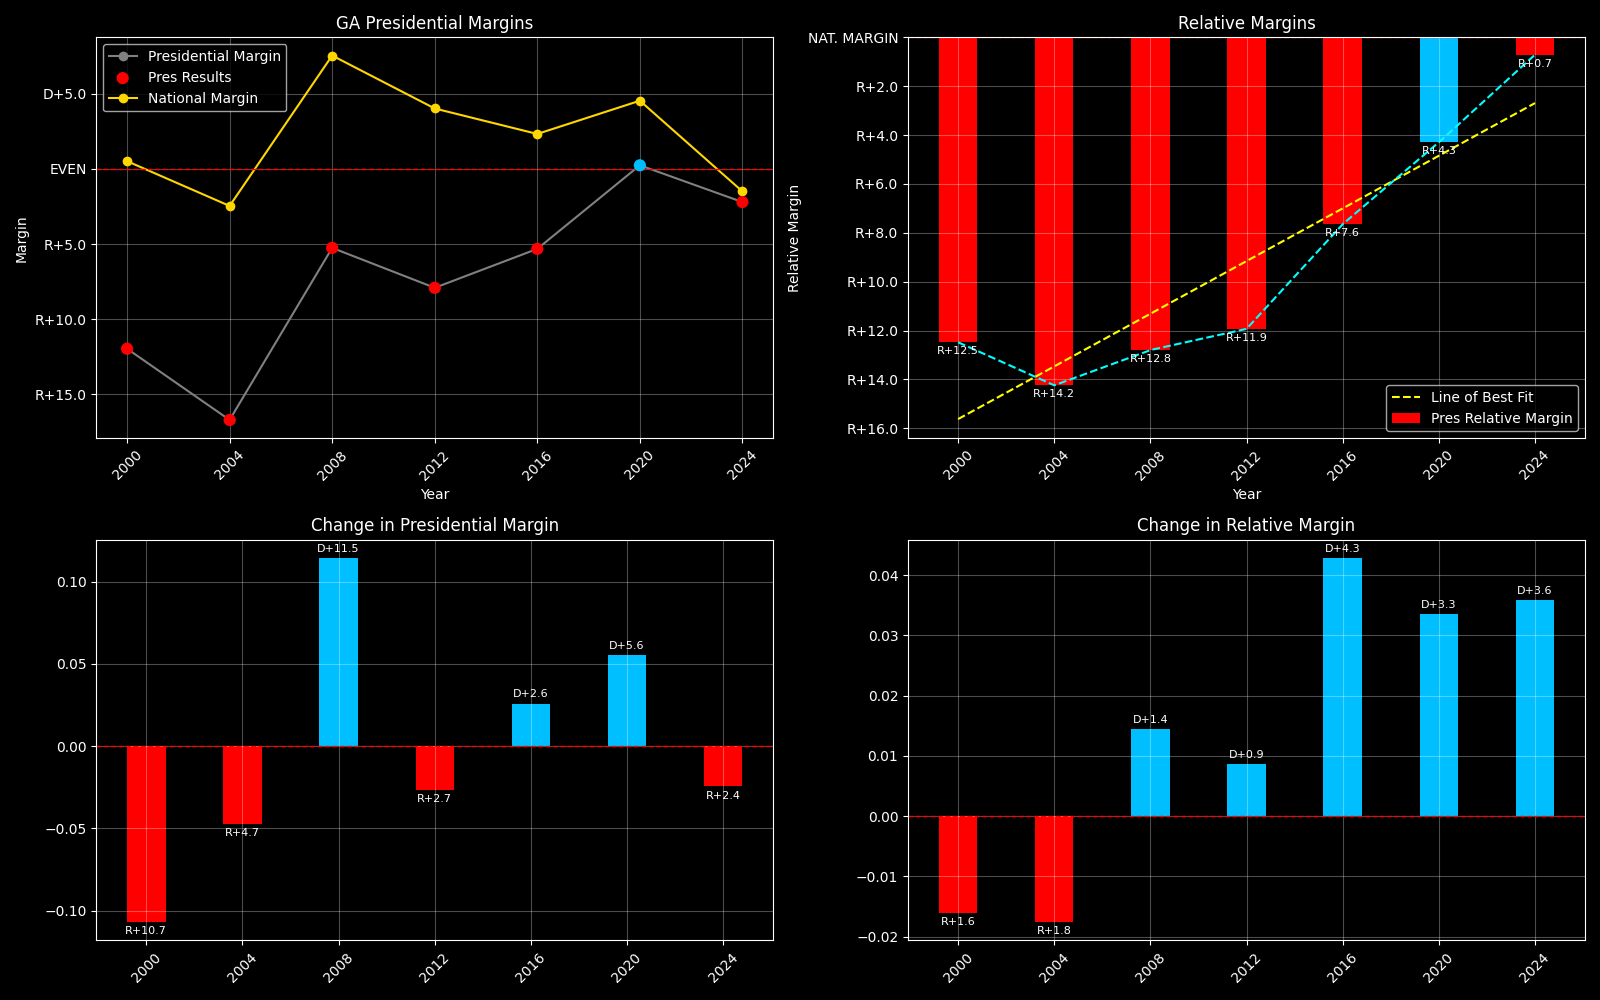 GA Presidential Margins
Presidential Margin
Pres Results
National Margin
D+5.0
EVEN
R+5.0
R+10.0
R+15.0
Margin
2000
2004
2008
2012
2016
2020
2024
Year
Relative Margins
NAT. MARGIN
R+2.0
R+4.0
R+6.0
R+8.0
R+10.0
R+12.0
R+14.0
R+16.0
Relative Margin
R+12.5
R+14.2
R+12.8
R+11.9
R+7.6
R+4.3
R+0.7
Line of Best Fit
Pres Relative Margin
2000
2004
2008
2012
2016
2020
2024
Year
Change in Presidential Margin
0.10
0.05
0.00
−0.05
−0.10
R+10.7
R+4.7
D+11.5
R+2.7
D+2.6
D+5.6
R+2.4
2000
2004
2008
2012
2016
2020
2024
Change in Relative Margin
0.04
0.03
0.02
0.01
0.00
−0.01
−0.02
R+1.6
R+1.8
D+1.4
D+0.9
D+4.3
D+3.3
D+3.6
2000
2004
2008
2012
2016
2020
2024